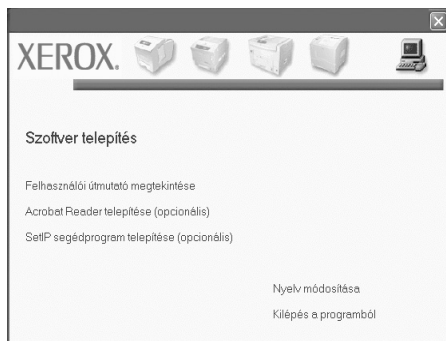 XEROX.
Szoftver telepítés
Felhasználói útmutató megtekintése
Acrobat Reader telepítése (opcionális)
SetIP segédprogram telepítése (opcionális)
Nyelv módosítása
Kilépés a programból